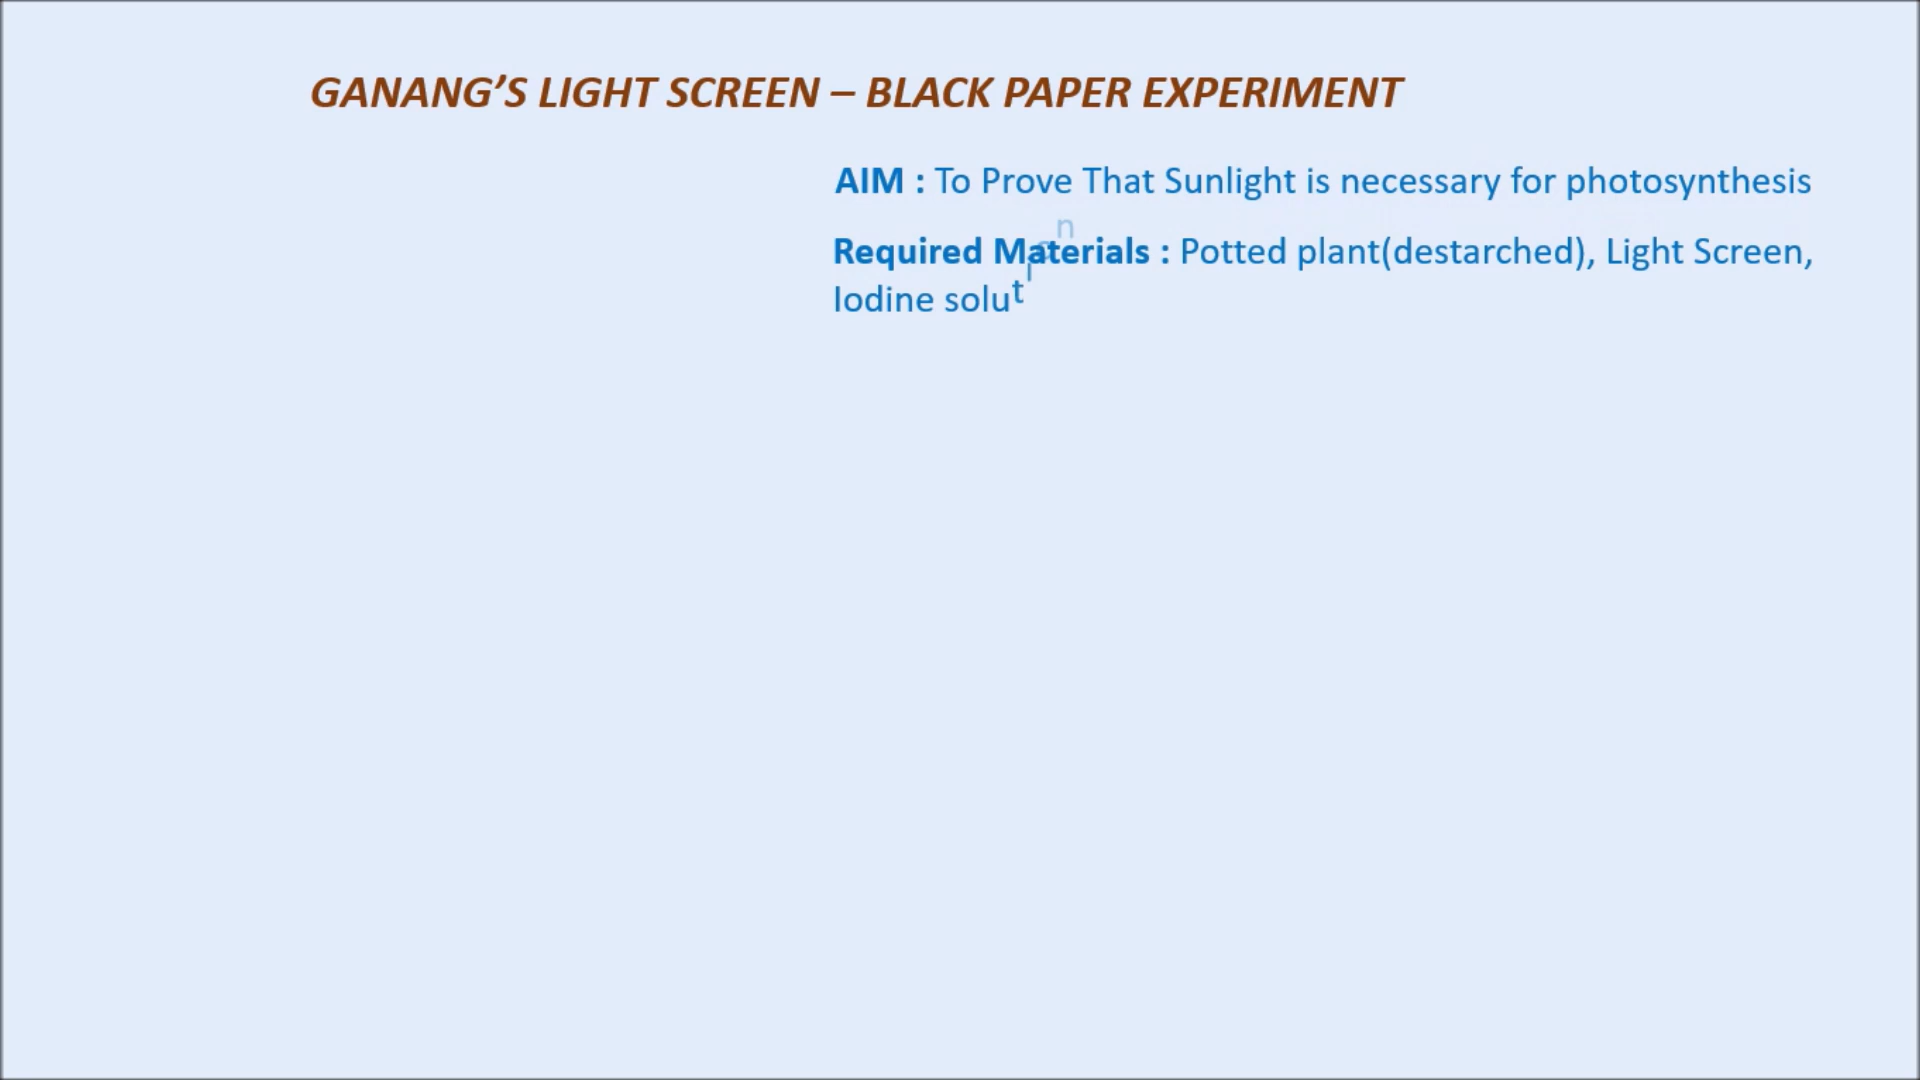 GANANG’S LIGHT SCREEN – BLACK PAPER EXPERIMENT
AIM : To Prove That Sunlight is necessary for photosynthesis
Required Materials : Potted plant(destarched), Light Screen,
Iodine solution